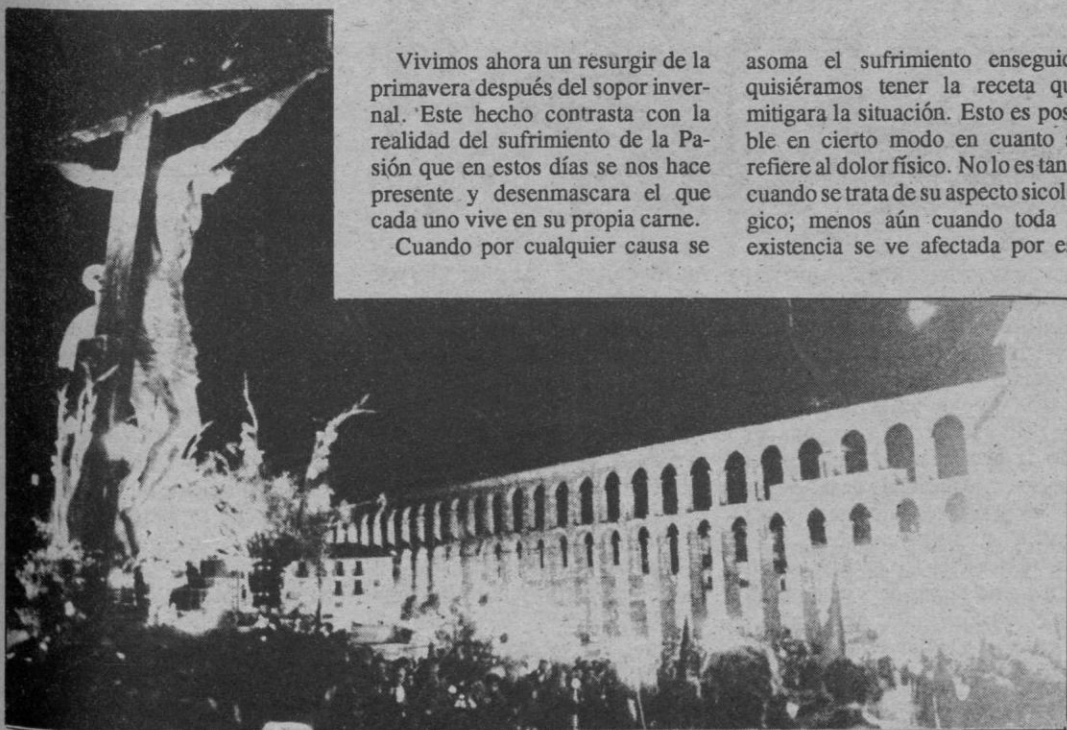 Vivimos ahora un resurgir de la
primavera después del sopor inver-
nal. Este hecho contrasta con la
realidad del sufrimiento de la Pa-
sión que en estos días se nos hace
presente y desenmascara el que
cada uno vive en su propia carne.
Cuando por cualquier causa se
asoma el sufrimiento
quisiéramos tener la receta
mitigara la situación. Esto es
ble en cierto modo en cuanto
refiere al dolor físico. No lo es
cuando se trata de su aspecto
gico; menos aún cuando toda
existencia se ve afectada por